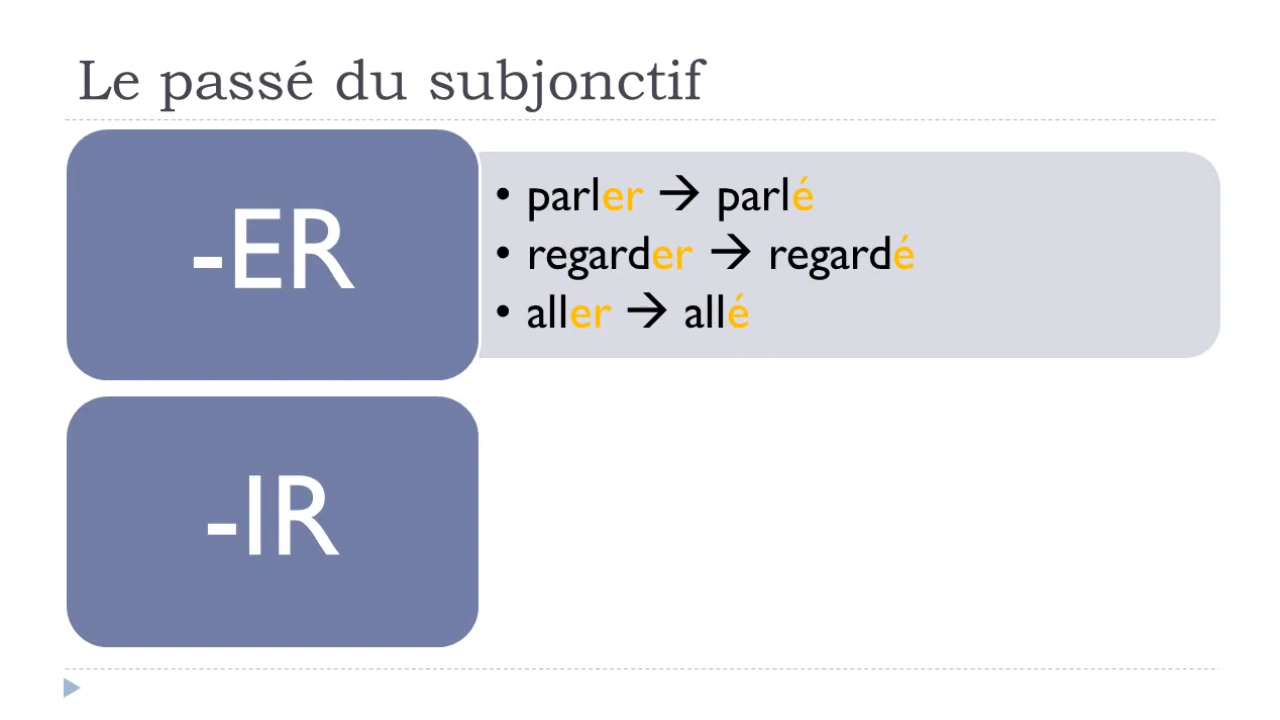 Le passé du subjonctif
-ER
• parler → parlé
• regarder → regardé
• aller → allé
-IR